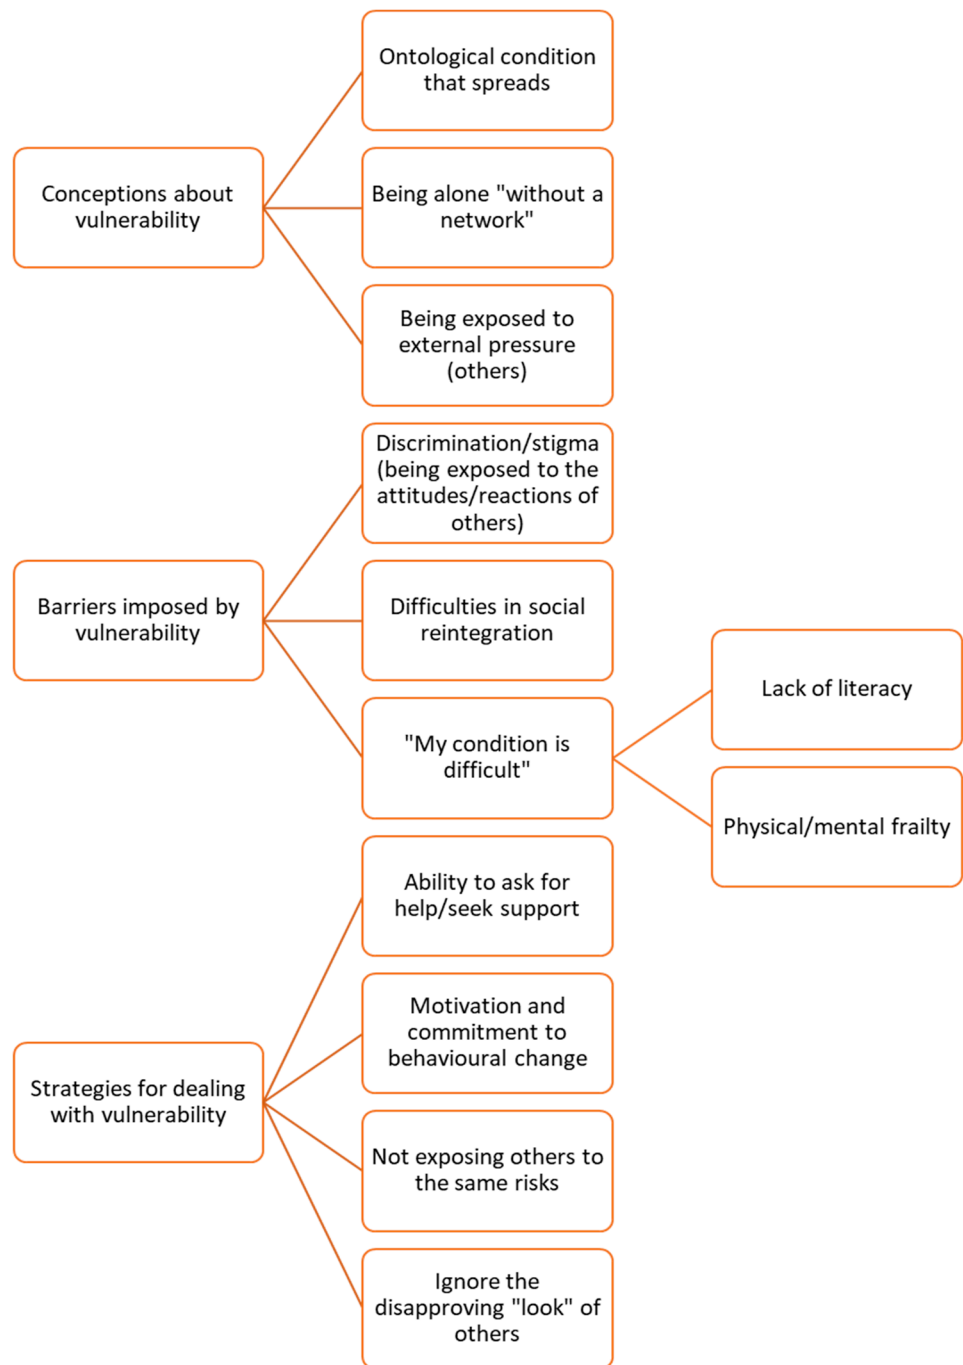 Conceptions about
vulnerability
Ontological condition
that spreads
Being alone "without a
network"
Being exposed to
external pressure
(others)
Barriers imposed by
vulnerability
Discrimination/stigma
(being exposed to the
attitudes/reactions of
others)
Difficulties in social
reintegration
"My condition is
difficult"
Lack of literacy
Physical/mental frailty
Strategies for dealing
with vulnerability
Ability to ask for
help/seek support
Motivation and
commitment to
behavioural change
Not exposing others to
the same risks
Ignore the
disapproving "look" of
others